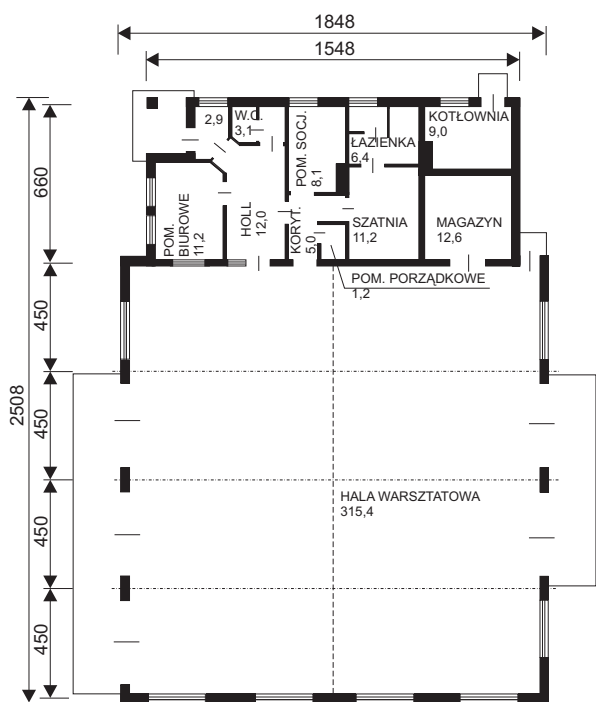 1848
1548
2508
660
450
450
450
450
2,9
W.C.
3,1
POM. SOCJ.
8,1
ŁAZIENKA
6,4
KOTŁOWNIA
9,0
POM.
BIUROWE
11,2
HOLL
12,0
KORYT.
5,0
SZATNIA
11,2
MAGAZYN
12,6
POM. PORZĄDKOWE
1,2
HALA WARSZTATOWA
315,4